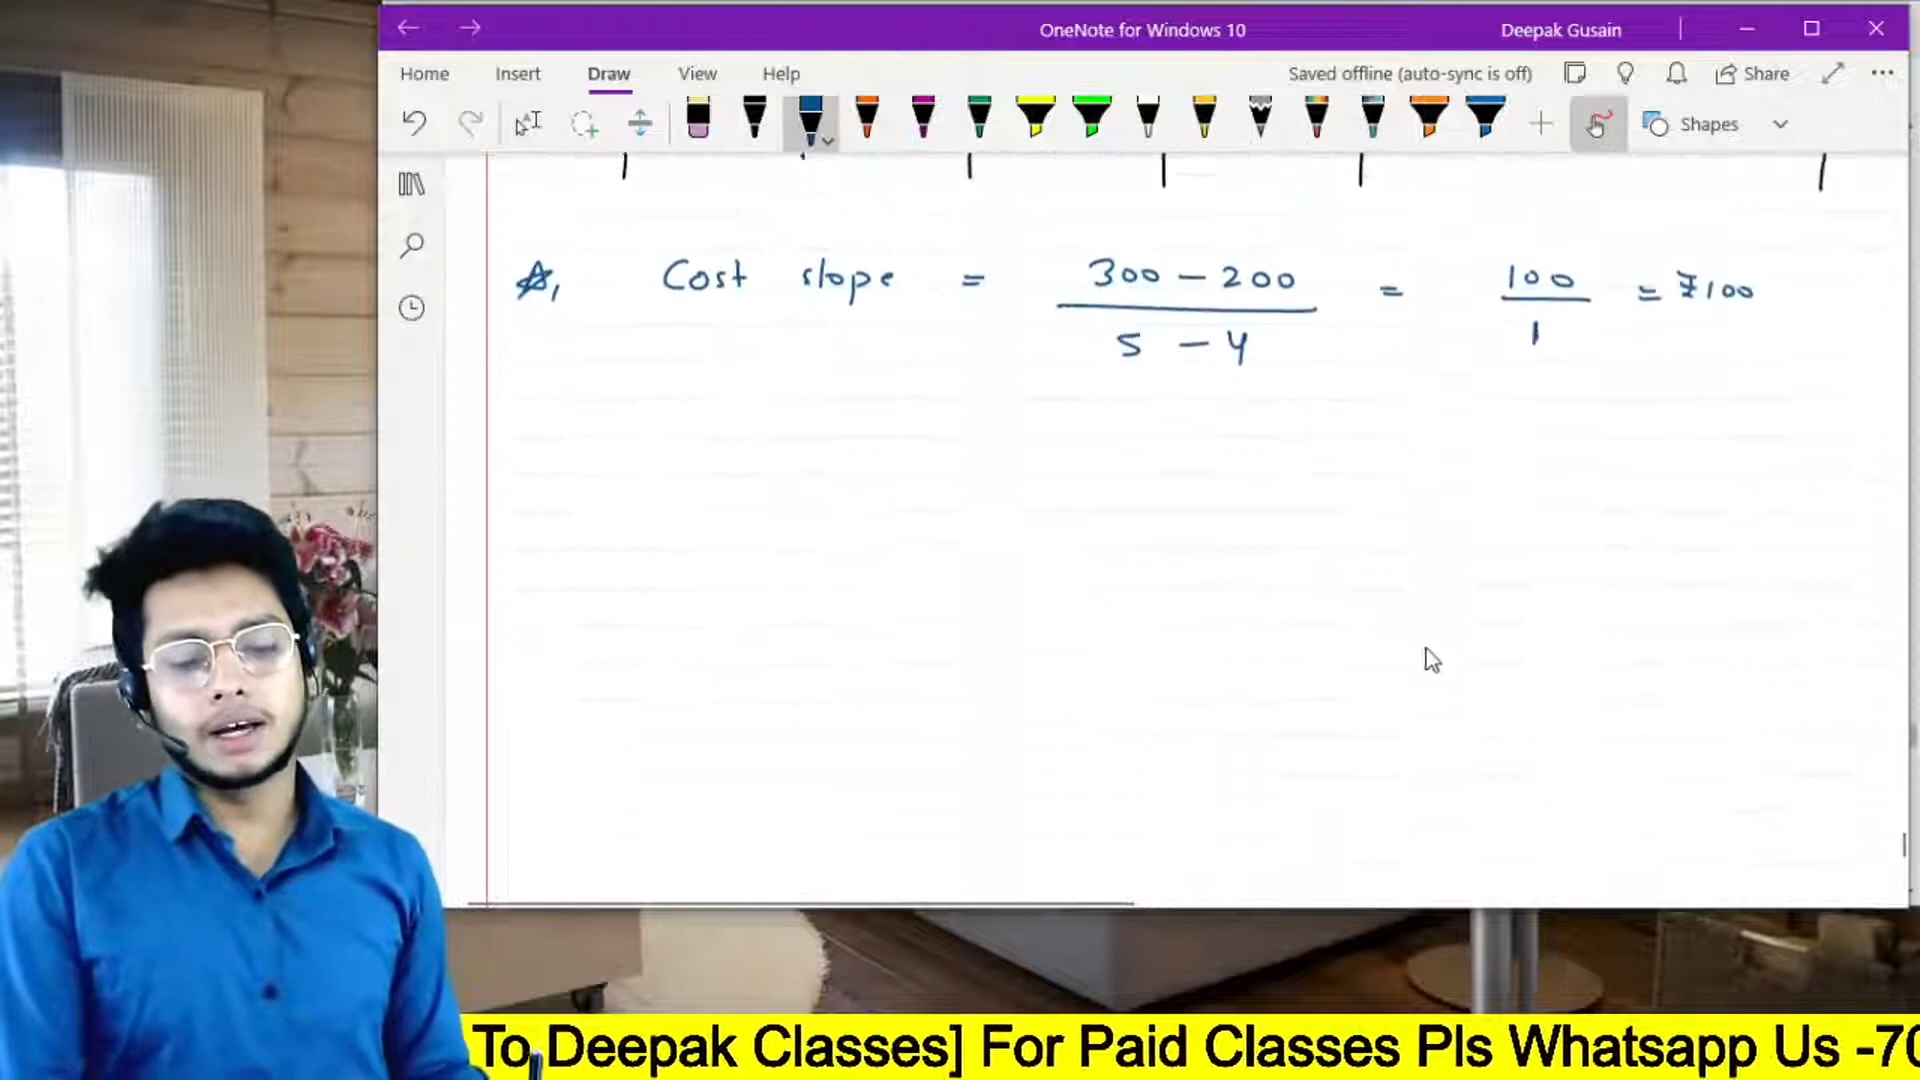 OneNote for Windows 10 Deepak Gusain
Home Insert Draw View Help Saved offline (auto-sync is off) Share
Shapes
Cost slope = 300 - 200 = 100 = ₹100
5 - 4 1
To Deepak Classes] For Paid Classes Pls Whatsapp Us -70